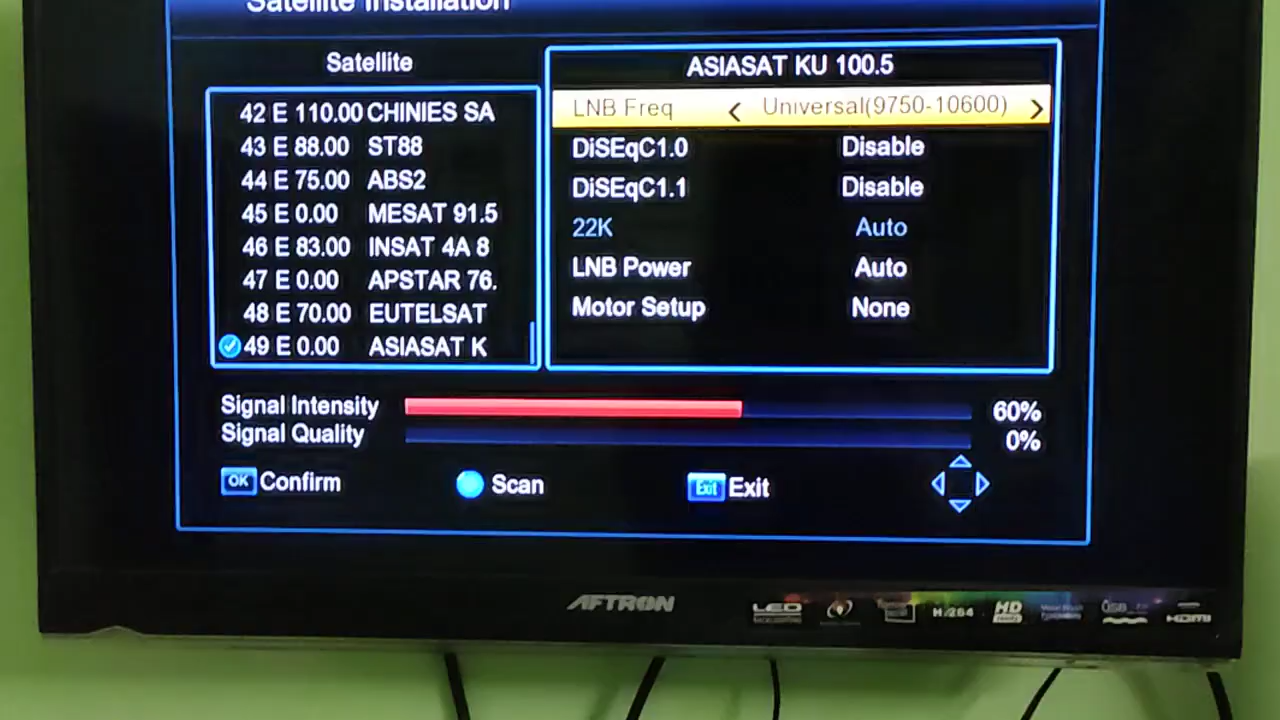 Satellite Installation
Satellite
42 E 110.00 CHINIES SA
43 E 88.00 ST88
44 E 75.00 ABS2
45 E 0.00 MESAT 91.5
46 E 83.00 INSAT 4A 8
47 E 0.00 APSTAR 76.
48 E 70.00 EUTELSAT
49 E 0.00 ASIASAT K
ASIASAT KU 100.5
LNB Freq < Universal(9750-10600) >
DiSEqC1.0 Disable
DiSEqC1.1 Disable
22K Auto
LNB Power Auto
Motor Setup None
Signal Intensity 60%
Signal Quality 0%
OK Confirm
Scan
Exit Exit
AFTRON
LED
H.264
HD
USB
HDMI